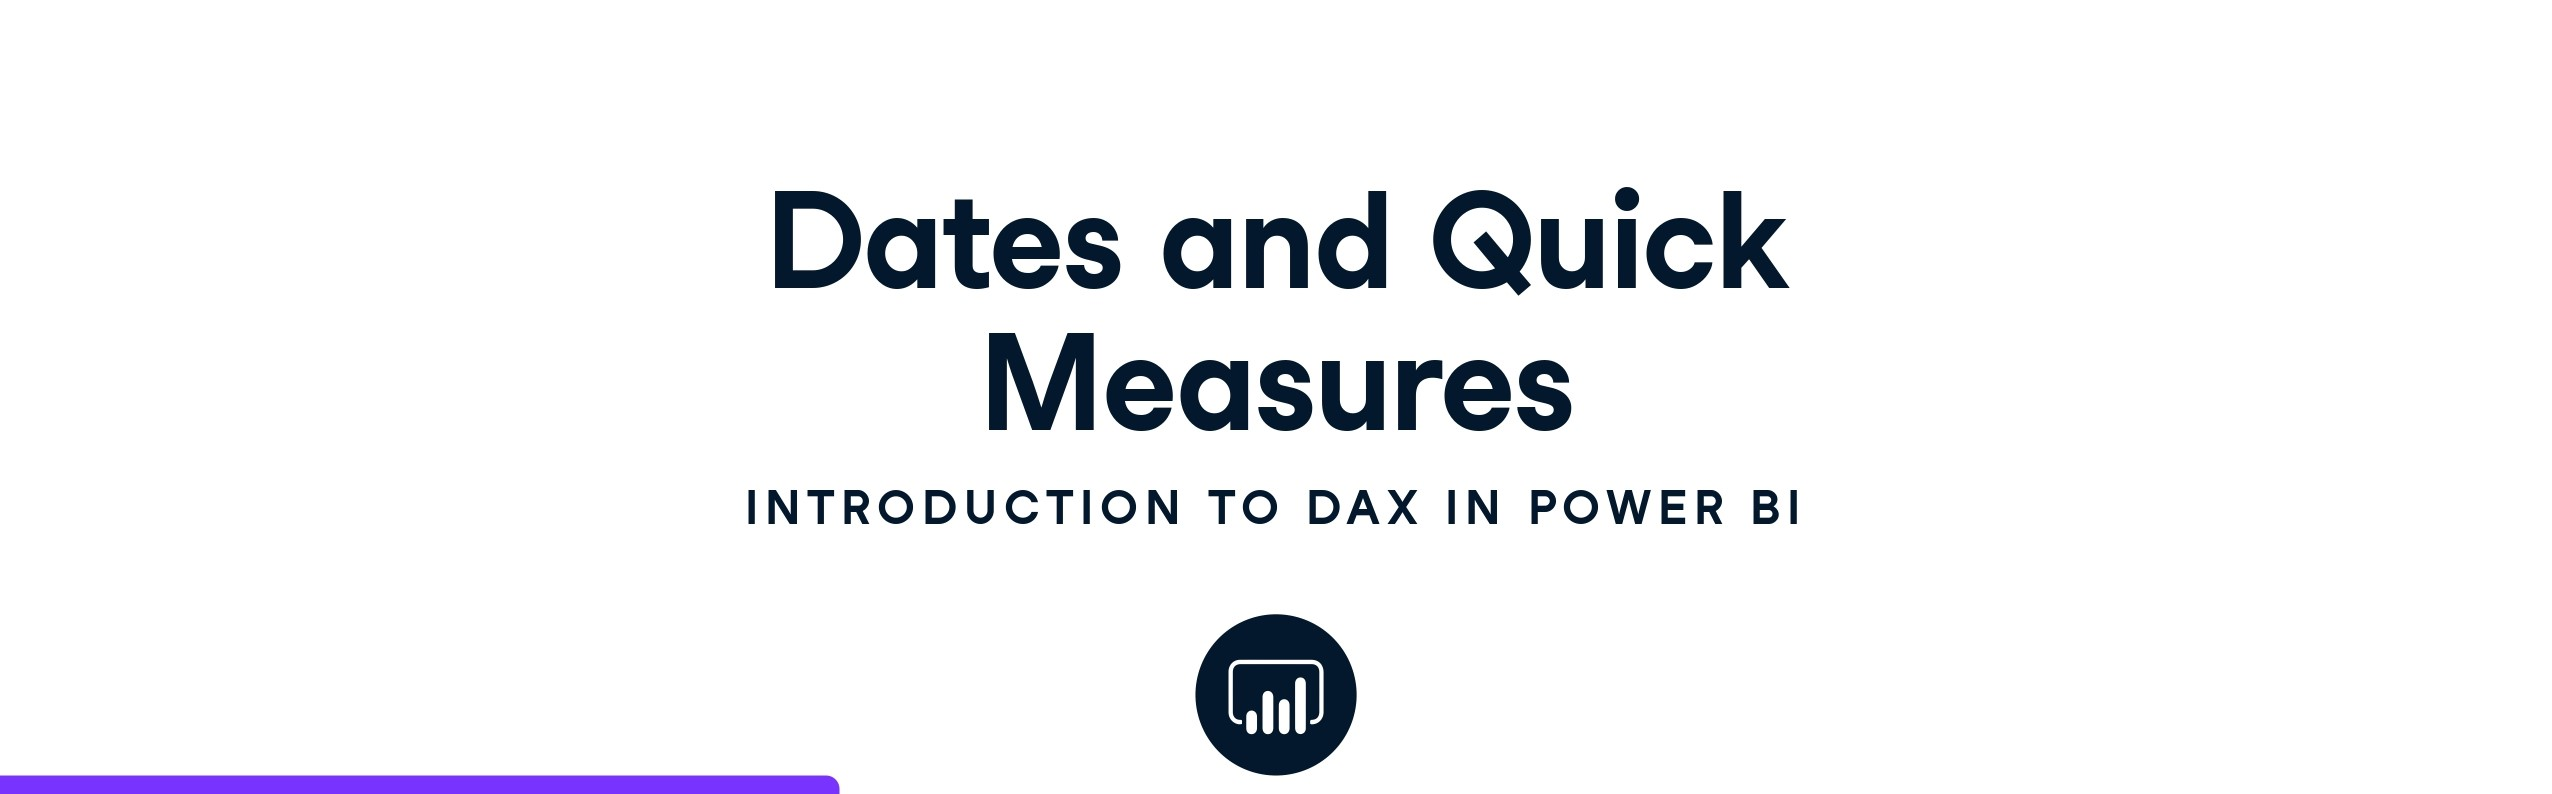 Dates and Quick
Measures
INTRODUCTION TO DAX IN POWER BI